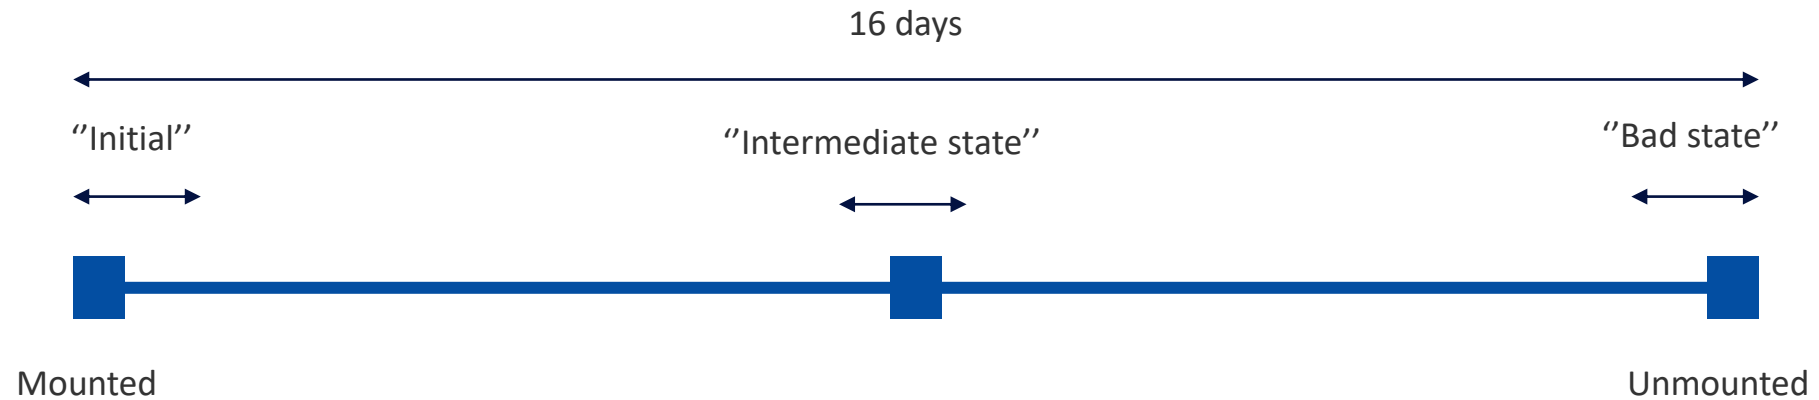 16 days
‘’Initial’’
‘’Intermediate state’’
‘’Bad state’’
Mounted
Unmounted